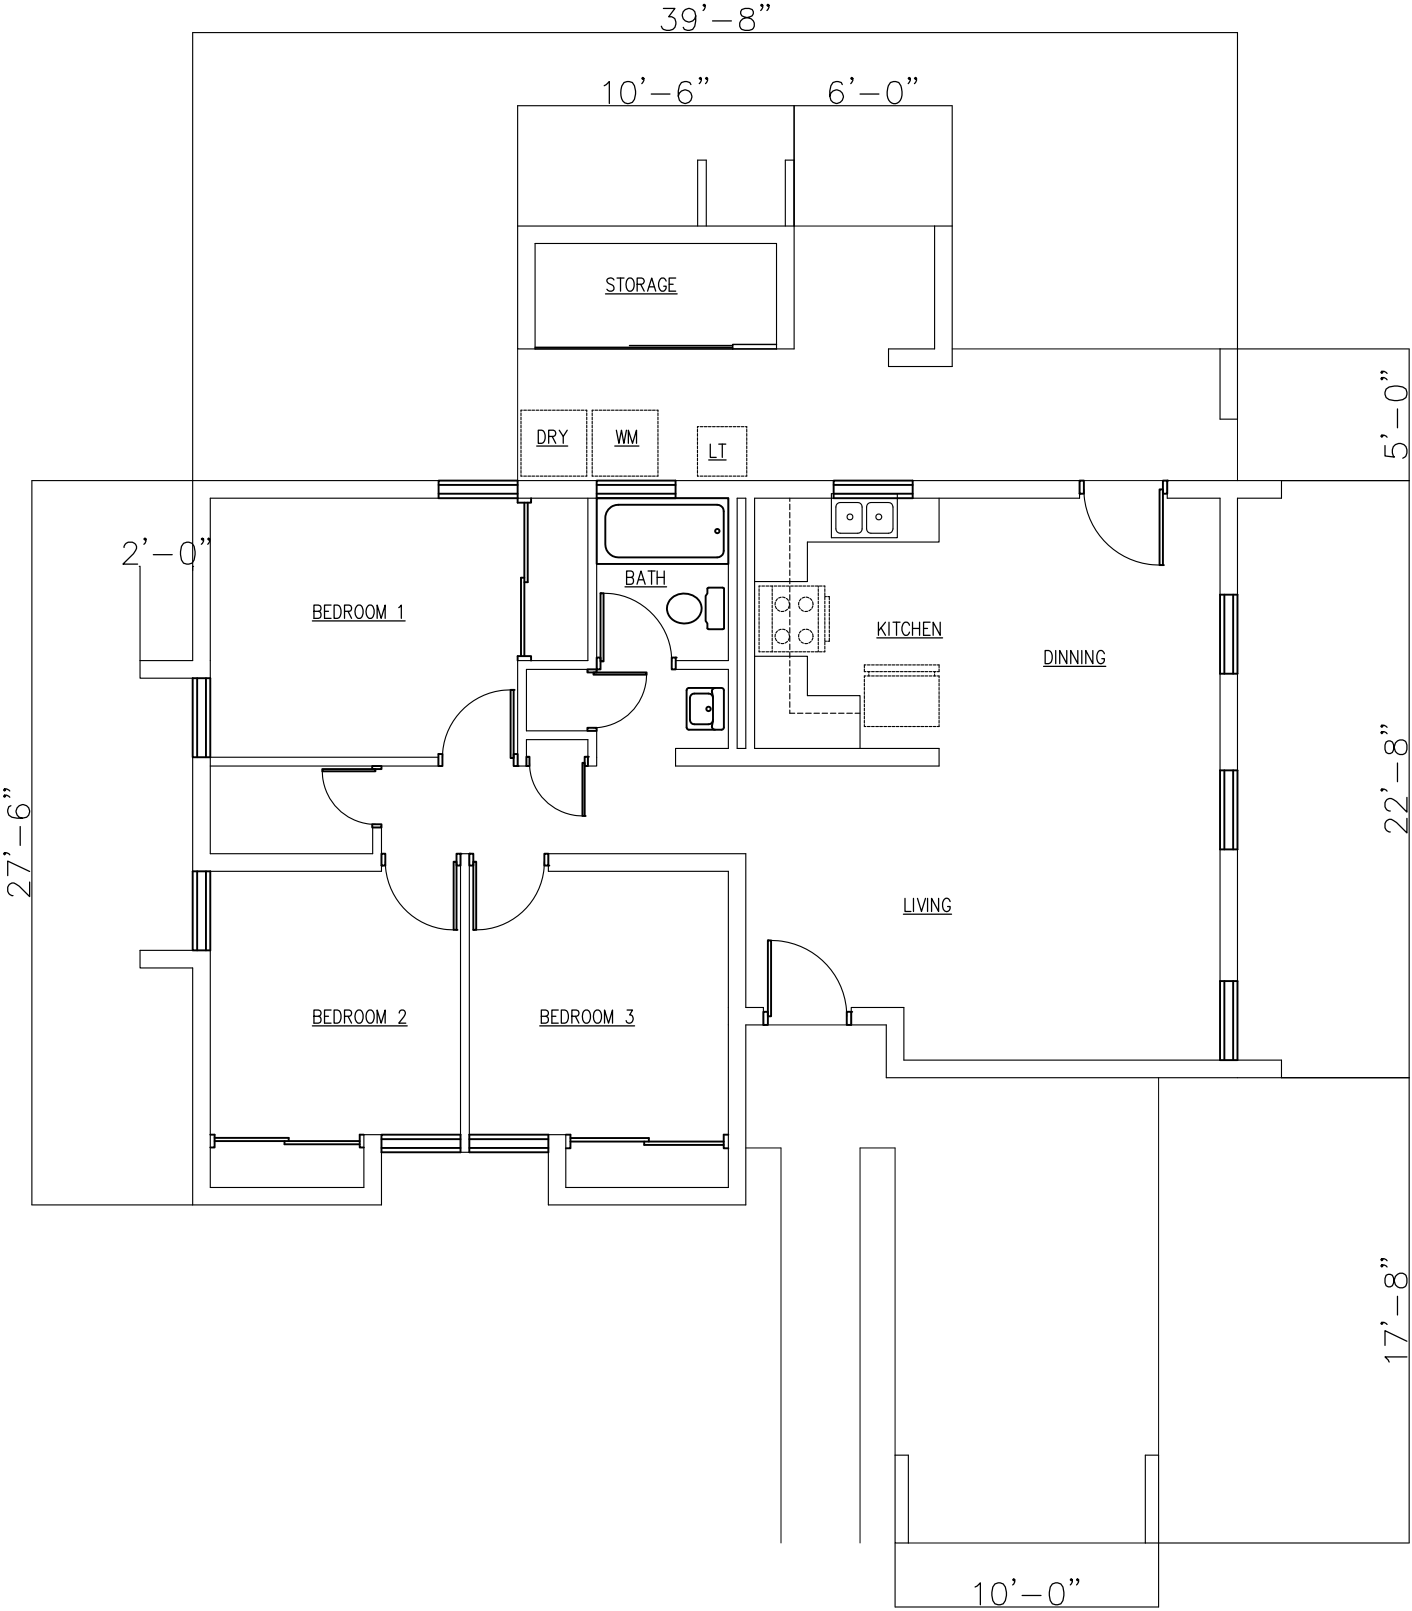 39'-8"
10'-6"
6'-0"
STORAGE
5'-0"
DRY
WM
LT
2'-0"
BATH
BEDROOM 1
KITCHEN
DINNING
22'-8"
27'-6"
LIVING
BEDROOM 2
BEDROOM 3
17'-8"
10'-0"